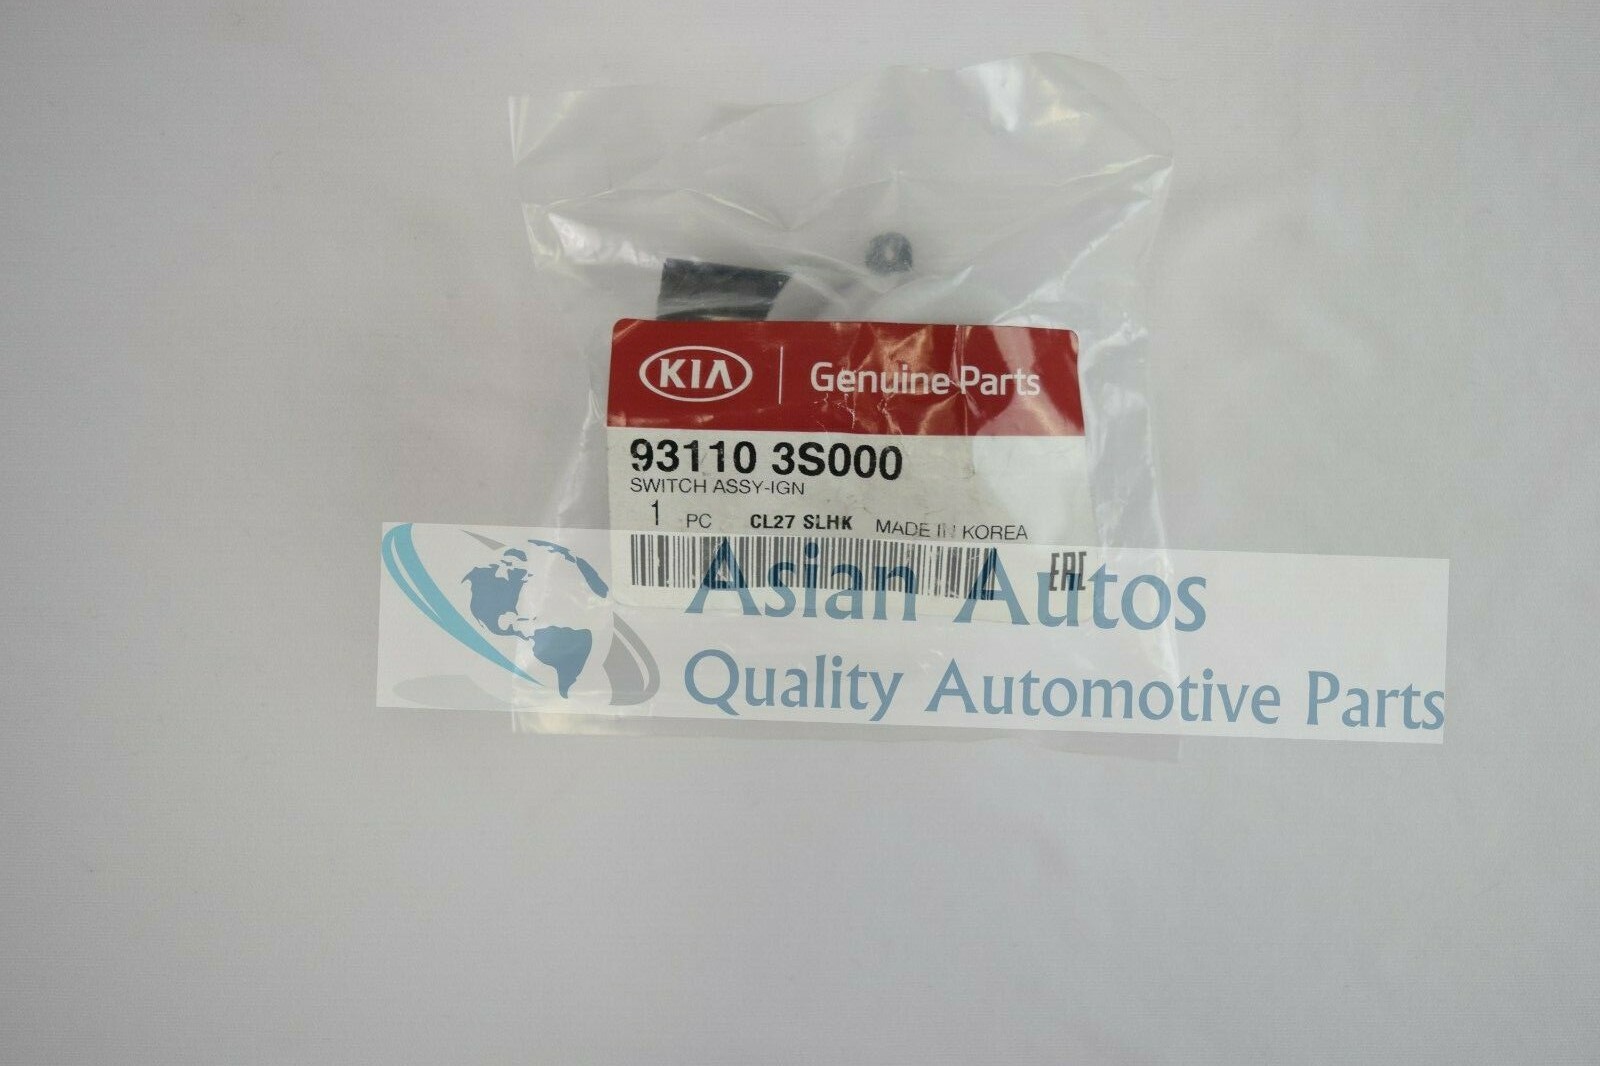 KIA Genuine Parts
93110 3S000
SWITCH ASSY-IGN
1 PC CL27 SLHK MADE IN KOREA
EAC
Asian Autos
Quality Automotive Parts